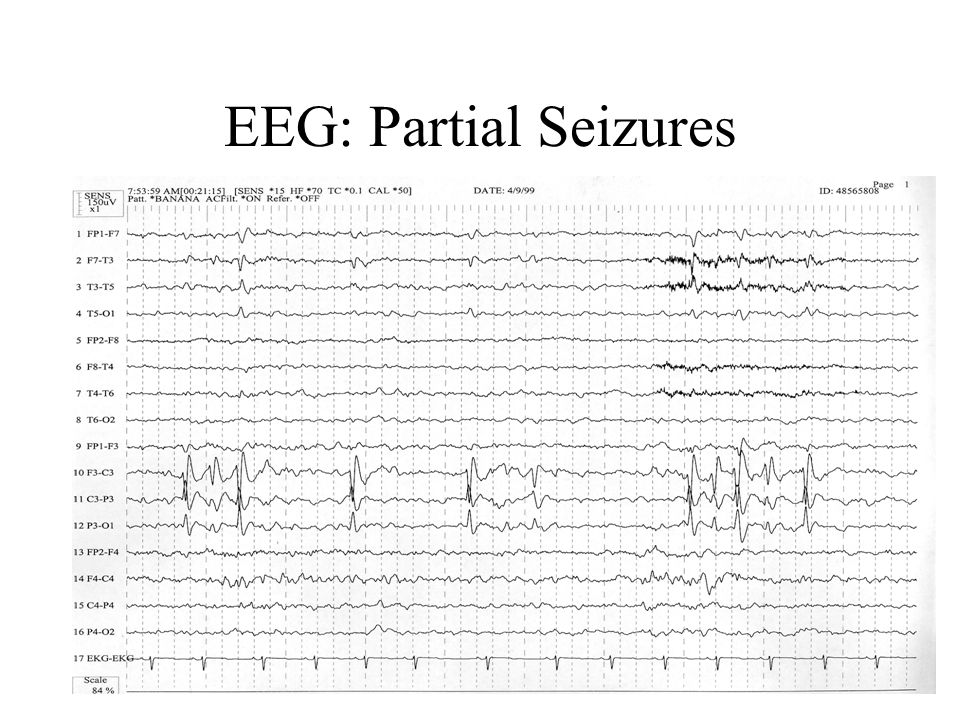 EEG: Partial Seizures
Page 1
SENS
150uV
x1
7:53:59 AM[00:21:15] [SENS *15 HF *70 TC *0.1 CAL *50] DATE: 4/9/99 ID: 48565808
Patt. *BANANA ACFilt. *ON Refer. *OFF
1 FP1-F7
2 F7-T3
3 T3-T5
4 T5-O1
5 FP2-F8
6 F8-T4
7 T4-T6
8 T6-O2
9 FP1-F3
10 F3-C3
11 C3-P3
12 P3-O1
13 FP2-F4
14 F4-C4
15 C4-P4
16 P4-O2
17 EKG-EKG
Scale
84 %